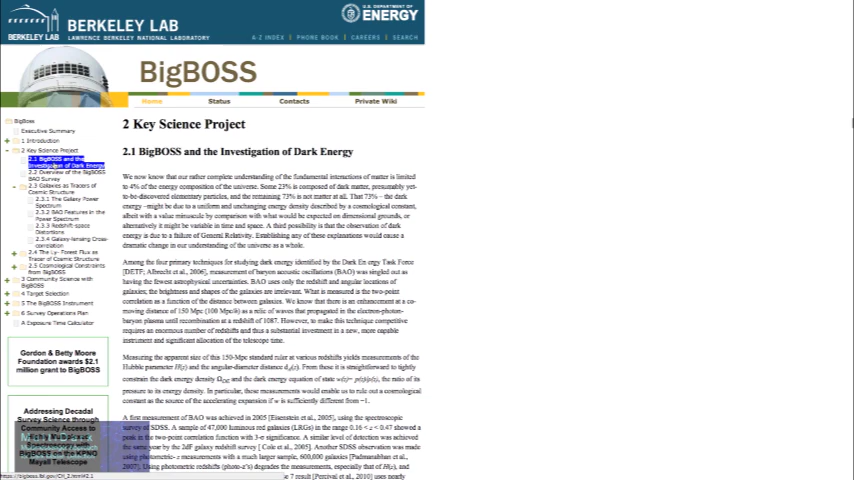 BERKELEY LAB
BERKELEY LAB
LAWRENCE BERKELEY NATIONAL LABORATORY
U.S. DEPARTMENT OF
ENERGY
A-Z INDEX | PHONE BOOK | CAREERS | SEARCH
BigBOSS
Home Status Contacts Private Wiki
BigBoss
Executive Summary
1 Introduction
2 Key Science Project
2.1 BigBOSS and the
Investigation of Dark Energy
2.2 Overview of the BigBOSS
BAO Survey
2.3 Galaxies as Tracers of
Cosmic Structure
2.3.1 The Galaxy Power
Spectrum
2.3.2 BAO Features in the
Power Spectrum
2.3.3 Redshift-space
Distortions
2.3.4 Galaxy-lensing Cross-
correlation
2.4 The Ly- Forest Flux as
Tracer of Cosmic Structure
2.5 Cosmological Constraints
from BigBOSS
3 Community Science with
BigBOSS
4 Target Selection
5 The BigBOSS Instrument
6 Survey Operations Plan
A Exposure Time Calculator
Gordon & Betty Moore
Foundation awards $2.1
million grant to BigBOSS
Addressing Decadal
Survey Science through
Community Access to
Multiplexed
Spectroscopy with
BigBOSS on the KPNO
Mayall Telescope
2 Key Science Project
2.1 BigBOSS and the Investigation of Dark Energy
We now know that our rather complete understanding of the fundamental interactions of matter is limited
to 4% of the energy composition of the universe. Some 23% is composed of dark matter, presumably yet-
to-be-discovered elementary particles, and the remaining 73% is not matter at all. That 73% – the dark
energy –might be due to a uniform and unchanging energy density described by a cosmological constant,
albeit with a value minuscule by comparison with what would be expected on dimensional grounds, or
alternatively it might be variable in time and space. A third possibility is that the observation of dark
energy is due to a failure of General Relativity. Establishing any of these explanations would cause a
dramatic change in our understanding of the universe as a whole.
Among the four primary techniques for studying dark energy identified by the Dark En ergy Task Force
[DETF; Albrecht et al., 2006], measurement of baryon acoustic oscillations (BAO) was singled out as
having the fewest astrophysical uncertainties. BAO uses only the redshift and angular locations of
galaxies; the brightness and shapes of the galaxies are irrelevant. What is measured is the two-point
correlation as a function of the distance between galaxies. We know that there is an enhancement at a co-
moving distance of 150 Mpc (100 Mpc/h) as a relic of waves that propagated in the electron-photon-
baryon plasma until recombination at a redshift of 1087. However, to make this technique competitive
requires an enormous number of redshifts and thus a substantial investment in a new, more capable
instrument and significant allocation of the telescope time.
Measuring the apparent size of this 150-Mpc standard ruler at various redshifts yields measurements of the
Hubble parameter H(z) and the angular-diameter distance dA(z). From these it is straightforward to tightly
constrain the dark energy density ΩDE and the dark energy equation of state w(z)= p(z)/ρ(z), the ratio of its
pressure to its energy density. In particular, these measurements would enable us to rule out a cosmological
constant as the source of the accelerating expansion if w is sufficiently different from −1.
A first measurement of BAO was achieved in 2005 [Eisenstein et al., 2005], using the spectroscopic
survey of SDSS. A sample of 47,000 luminous red galaxies (LRGs) in the range 0.16 < z < 0.47 showed a
peak in the two-point correlation function with 3-σ significance. A similar level of detection was achieved
the same year by the 2dF galaxy redshift survey [ Cole et al., 2005]. Another SDSS observation was made
using photometric- z measurements with a much larger sample, 600,000 galaxies [Padmanabhan et al.,
2007]. Using photometric redshifts (photo-z's) degrades the measurements, especially that of H(z), and
7 result [Percival et al., 2010] uses nearly
https://bigboss.lbl.gov/CH_2.html#2.1